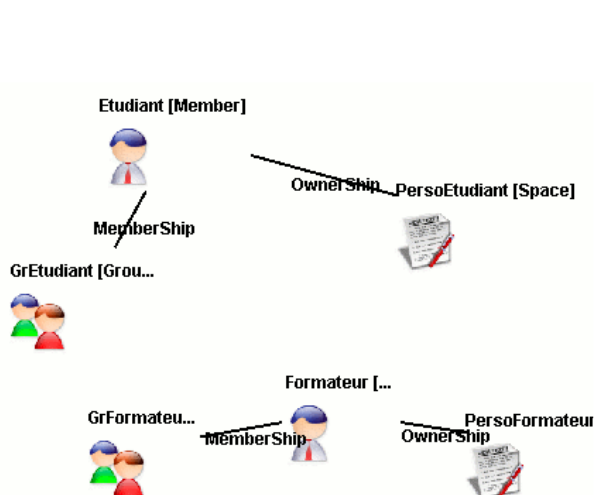 Etudiant [Member]
OwnerShip
PersoEtudiant [Space]
MemberShip
GrEtudiant [Grou...
Formateur [...
GrFormateu...
MemberShip
OwnerShip
PersoFormateur